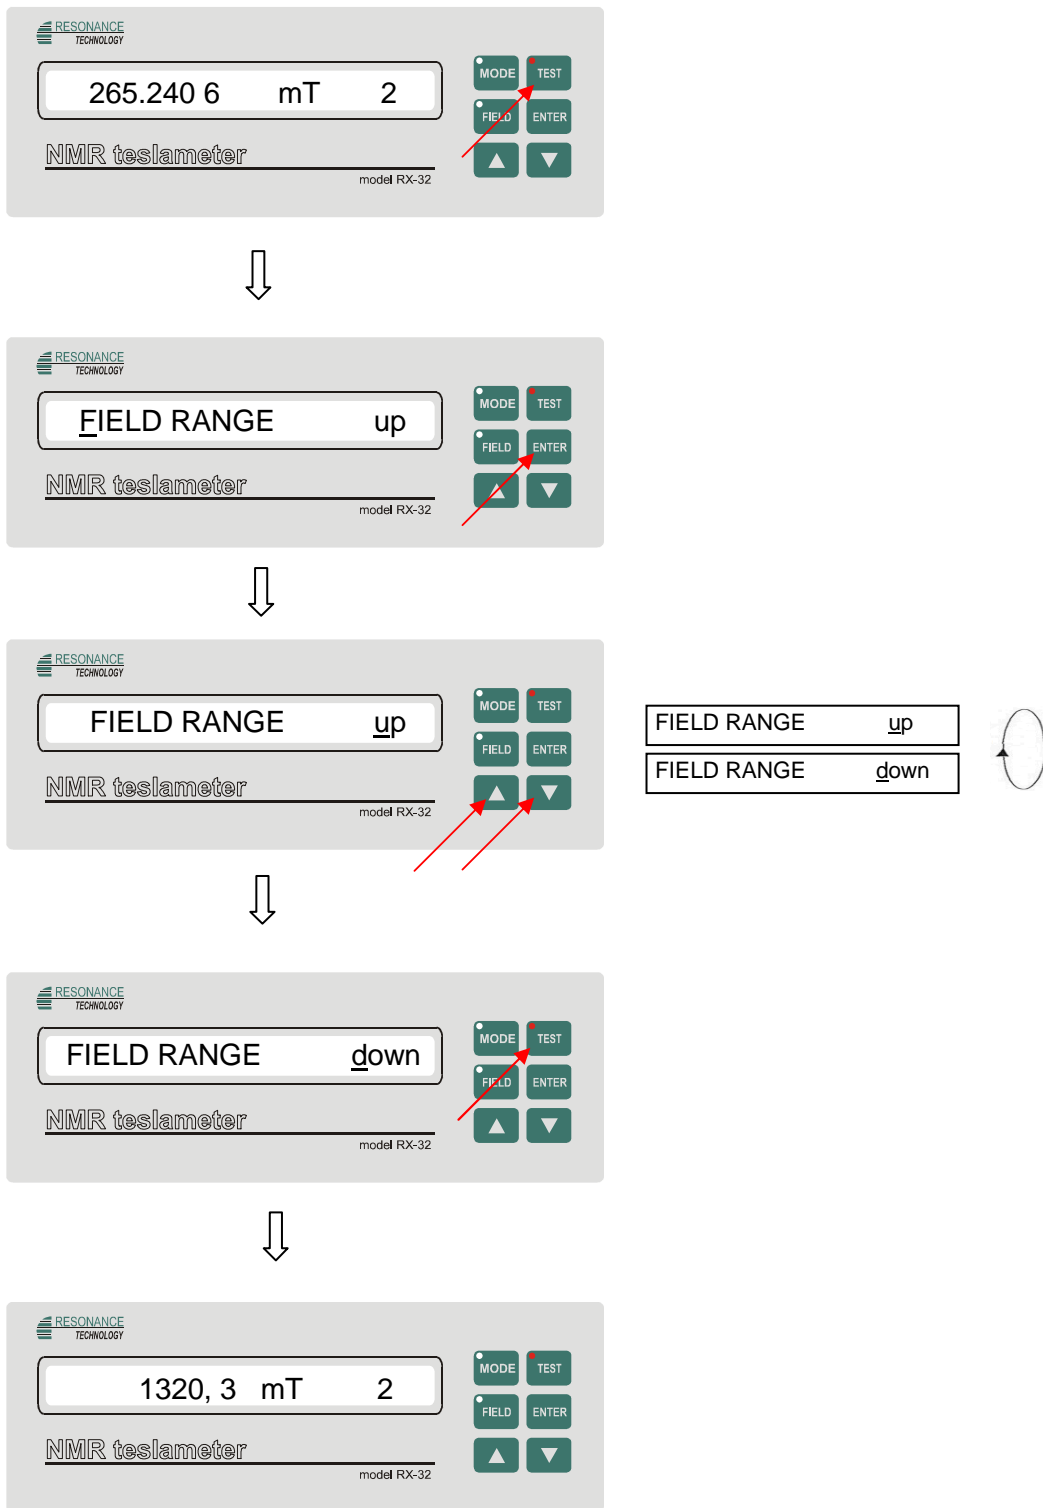 RESONANCE
TECHNOLOGY
265.240 6 mT 2
MODE TEST
FIELD ENTER
NMR teslameter
model RX-32
RESONANCE
TECHNOLOGY
FIELD RANGE up
MODE TEST
FIELD ENTER
NMR teslameter
model RX-32
RESONANCE
TECHNOLOGY
FIELD RANGE up
MODE TEST
FIELD ENTER
NMR teslameter
model RX-32
FIELD RANGE up
FIELD RANGE down
RESONANCE
TECHNOLOGY
FIELD RANGE down
MODE TEST
FIELD ENTER
NMR teslameter
model RX-32
RESONANCE
TECHNOLOGY
1320, 3 mT 2
MODE TEST
FIELD ENTER
NMR teslameter
model RX-32